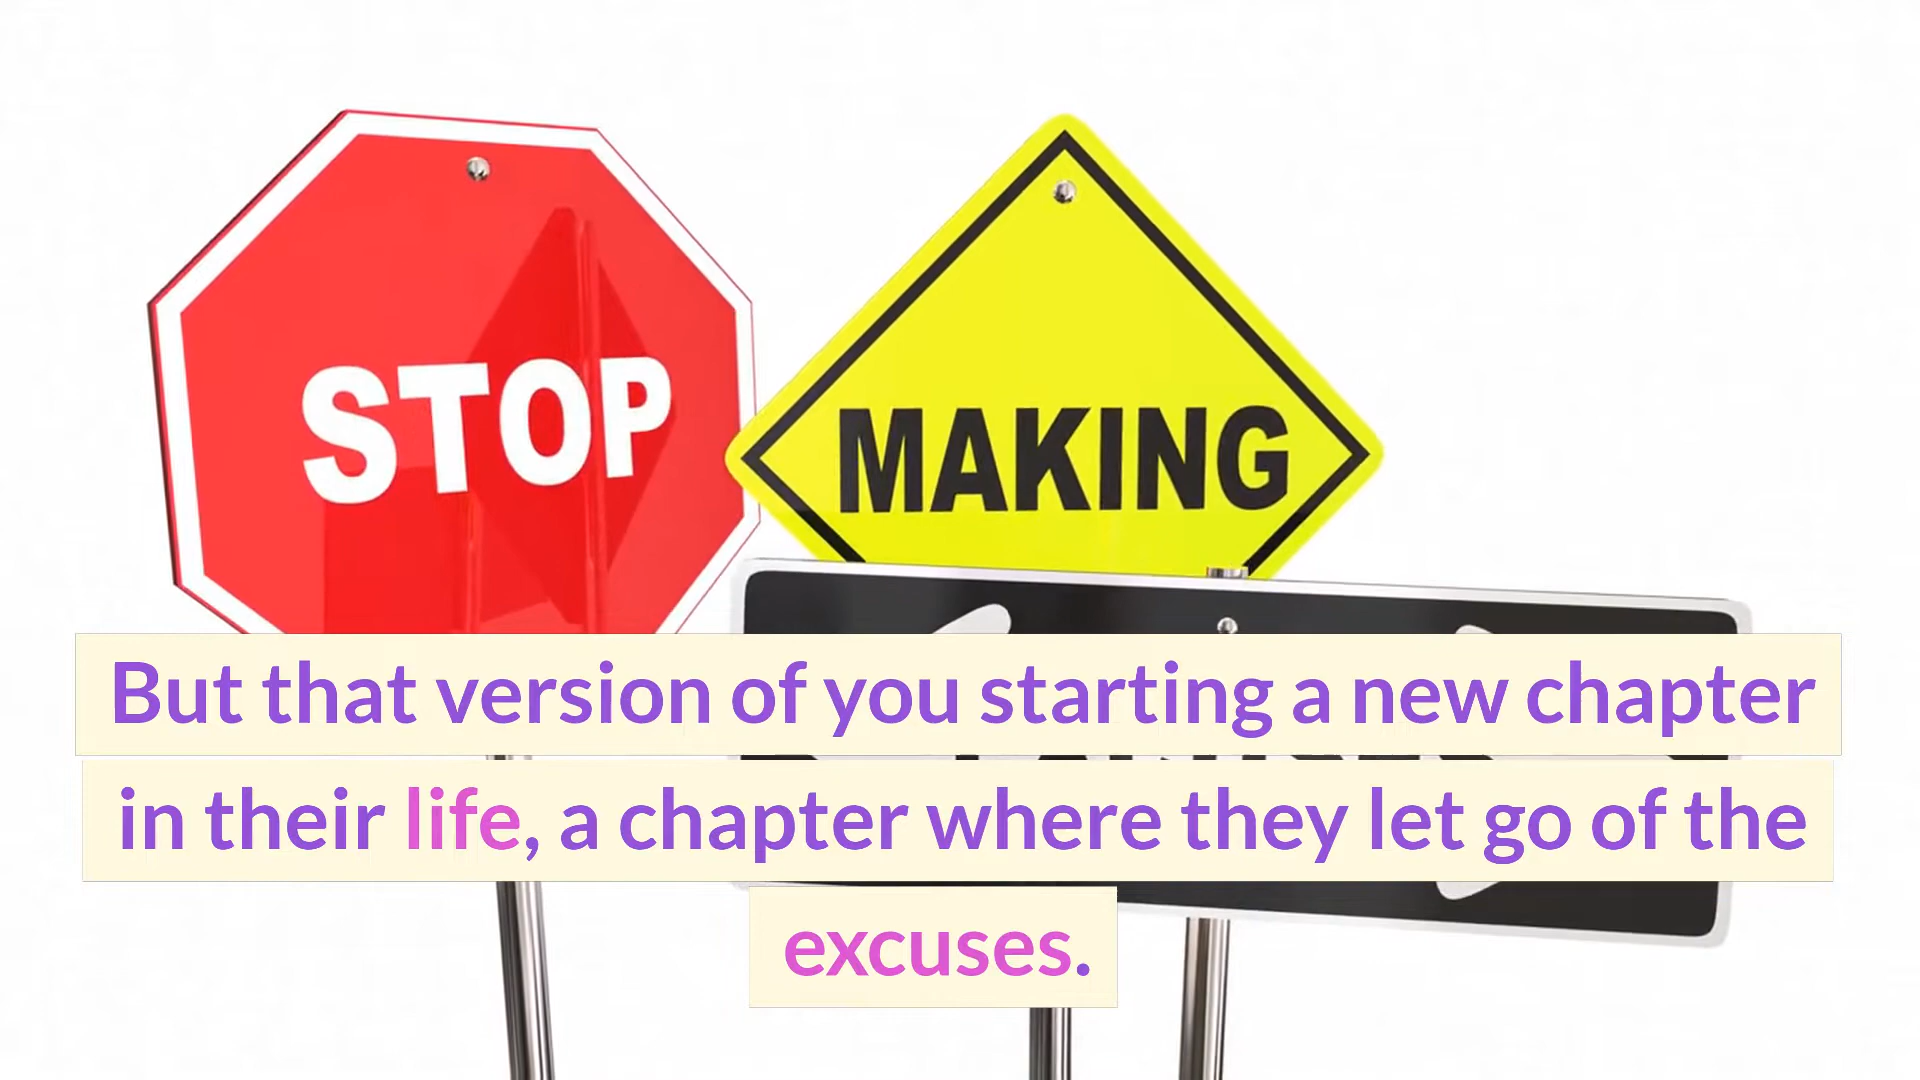 STOP
MAKING
But that version of you starting a new chapter
in their life, a chapter where they let go of the
excuses.